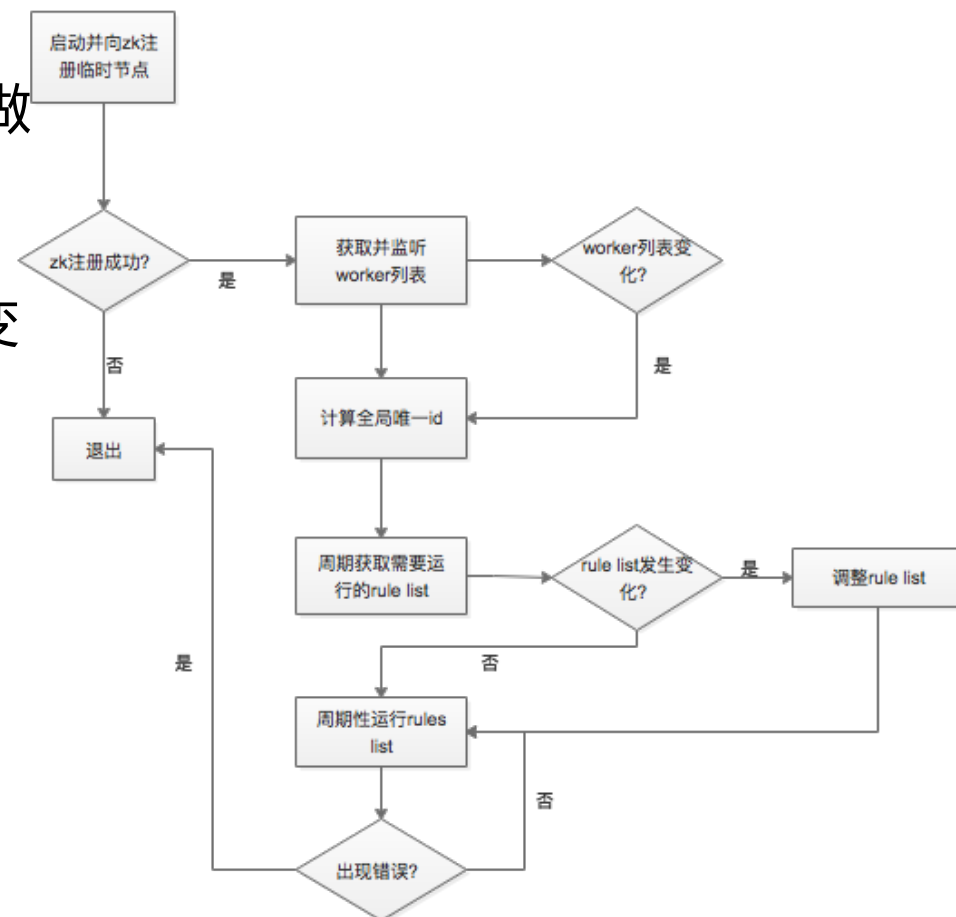 启动并向zk注
册临时节点
做
zk注册成功?
是
获取并监听
worker列表
worker列表变
化?
否
是
计算全局唯一id
退出
周期获取需要运
行的rule list
rule list发生变
化?
是
调整rule list
是
否
周期性运行rules
list
否
出现错误?